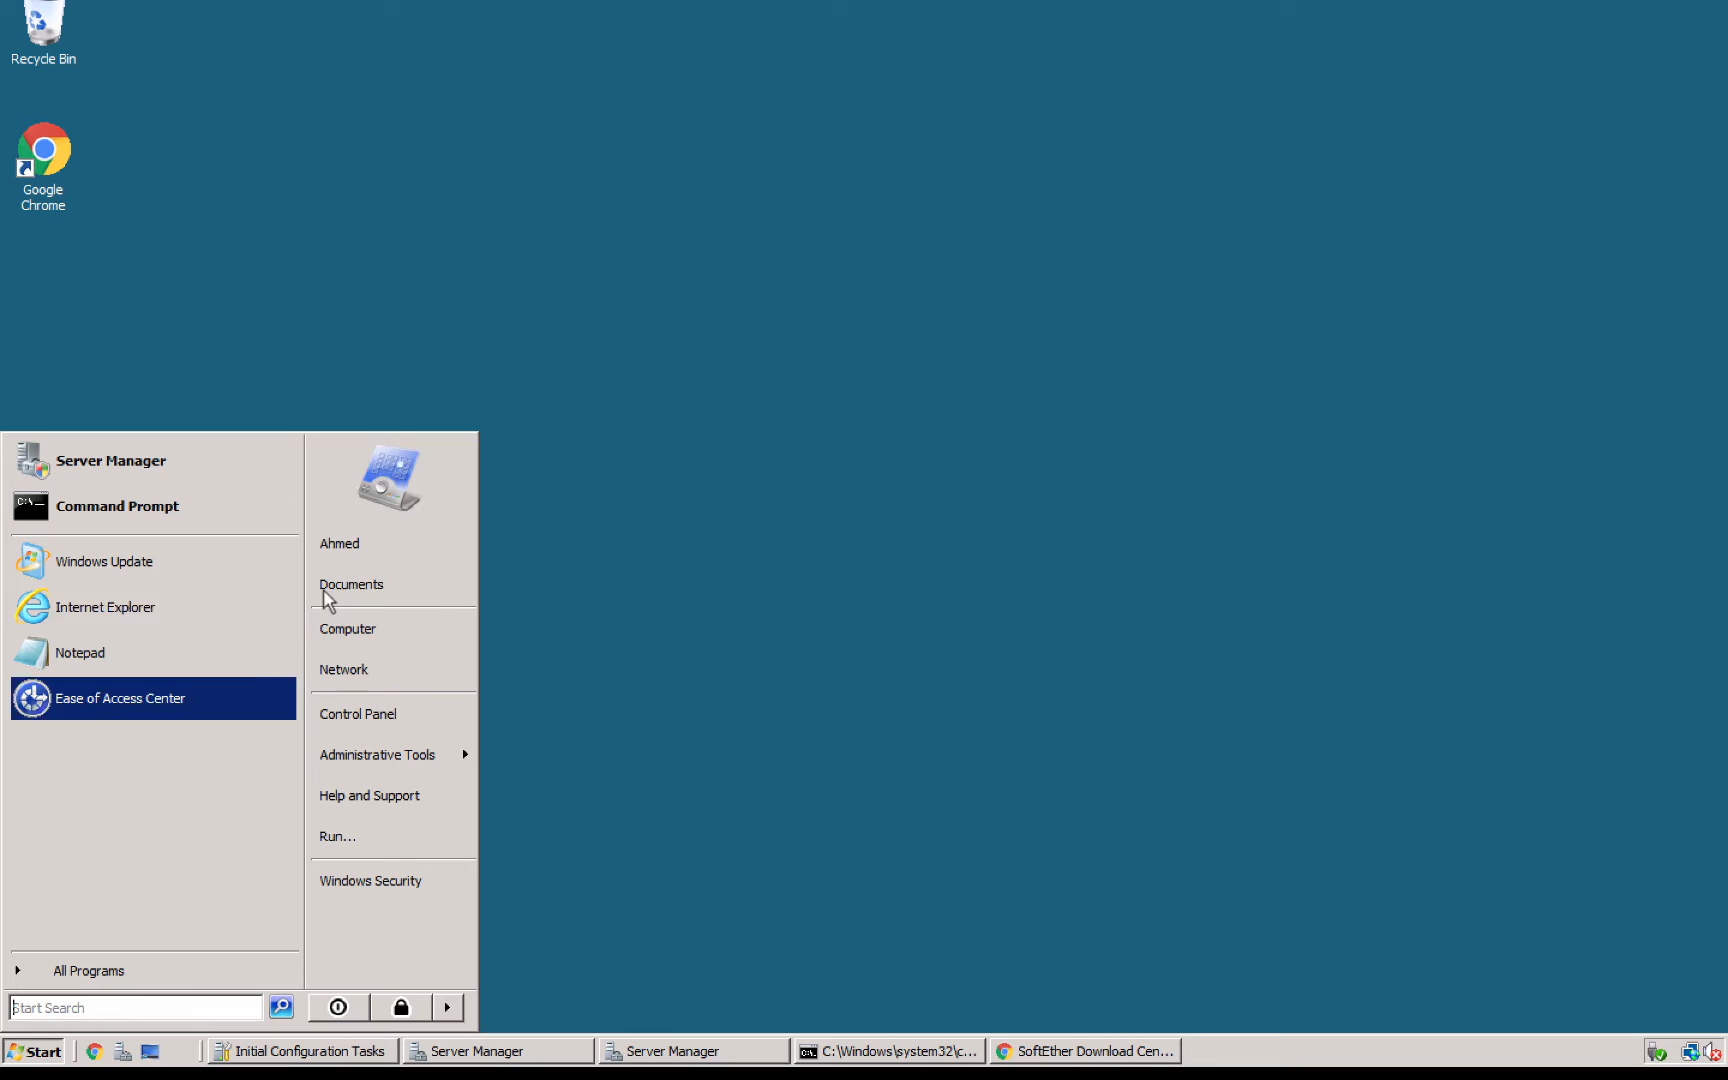 Recycle Bin
Google
Chrome
Server Manager
Command Prompt
Windows Update
Internet Explorer
Notepad
Ease of Access Center
All Programs
Start Search
Ahmed
Documents
Computer
Network
Control Panel
Administrative Tools
Help and Support
Run...
Windows Security
Start
Initial Configuration Tasks
Server Manager
Server Manager
C:\Windows\system32\c...
SoftEther Download Cen...